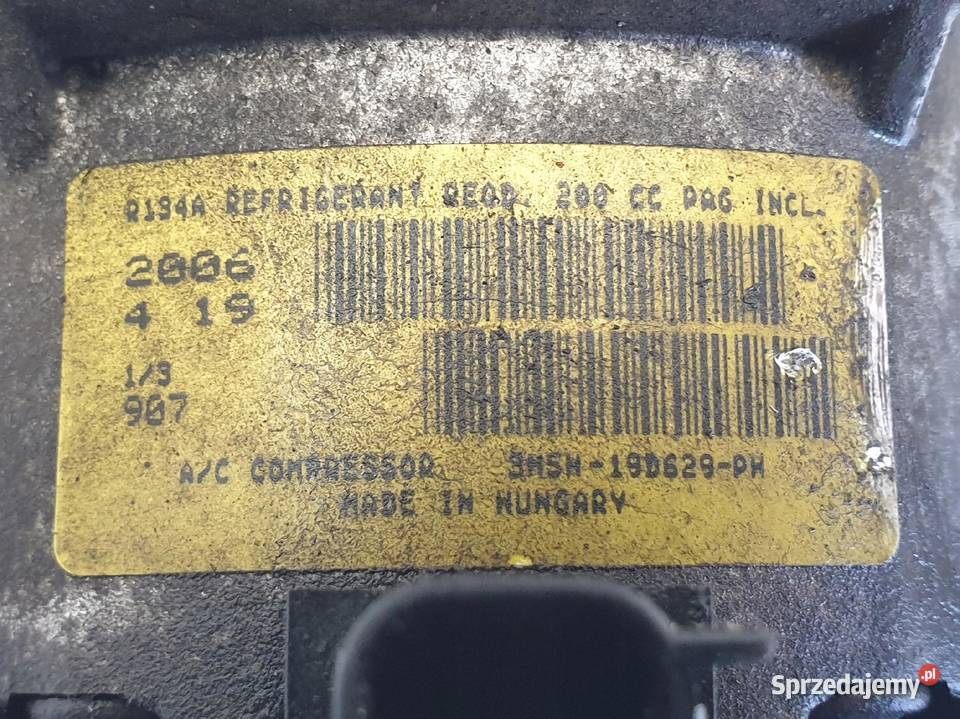 R134A REFRIGERANT REQD. 200 CC PAG INCL.
2006
4 19
1/3
907
A/C COMPRESSOR 3M5H-19D629-PH
MADE IN HUNGARY
Sprzedajemy.pl